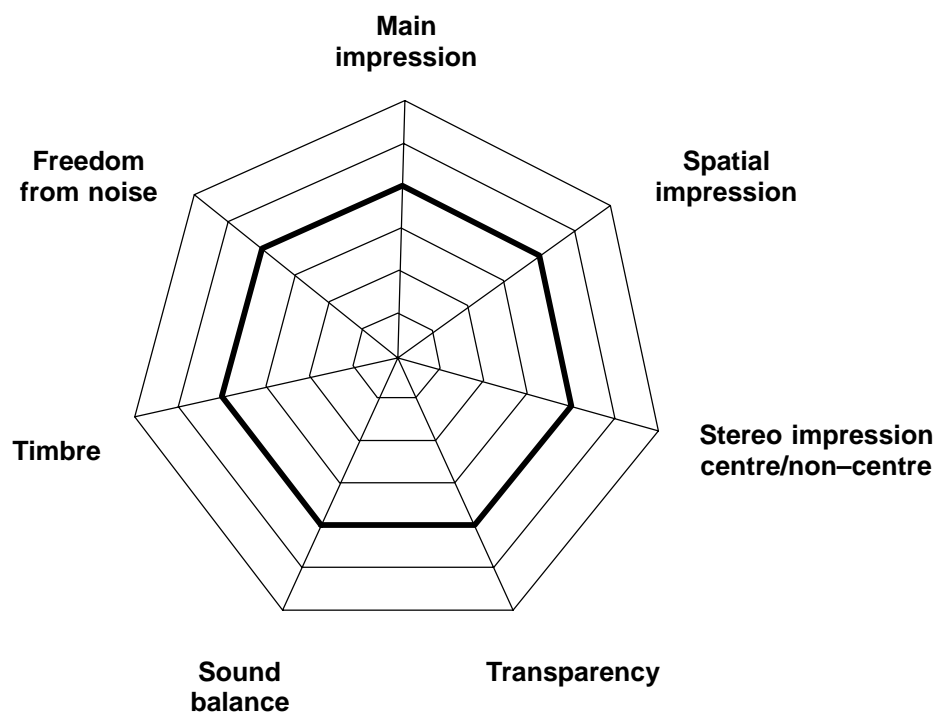 Main
impression
Freedom
from noise
Spatial
impression
Timbre
Stereo impression
centre/non–centre
Sound
balance
Transparency